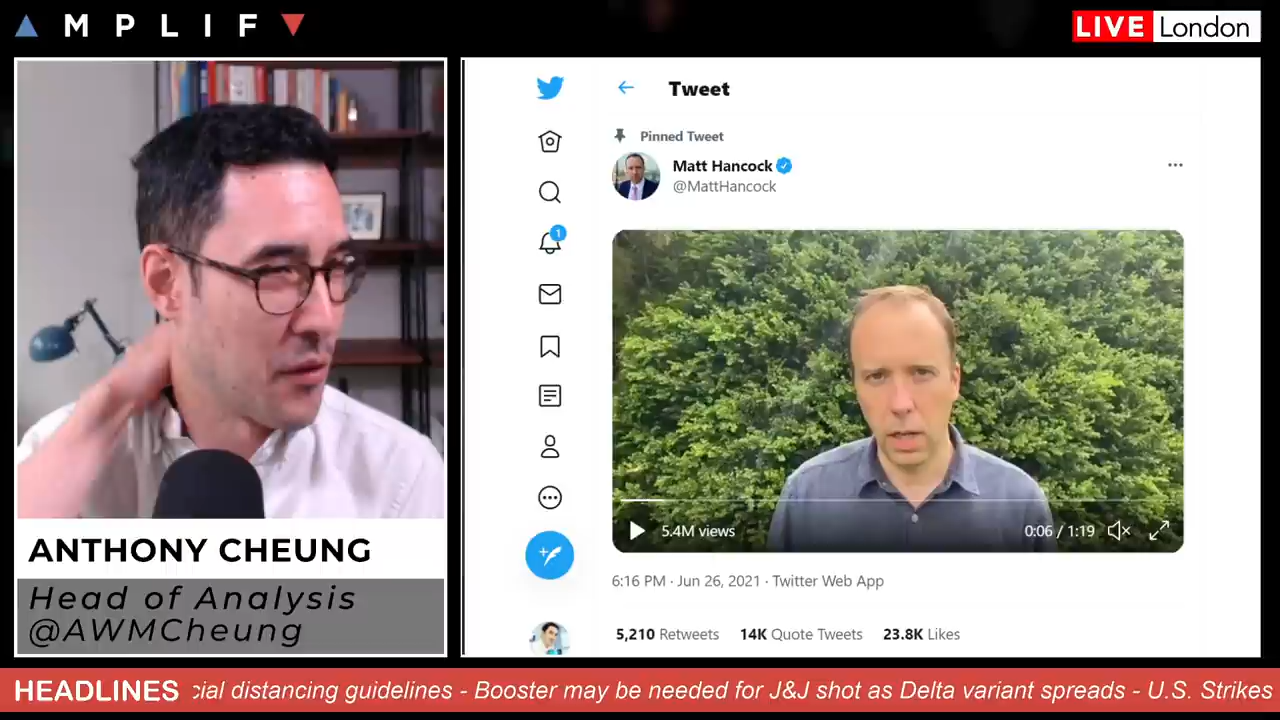 MPLIF
LIVE London
Tweet
Pinned Tweet
Matt Hancock
@MattHancock
1
5.4M views
0:06 / 1:19
6:16 PM · Jun 26, 2021 · Twitter Web App
5,210 Retweets 14K Quote Tweets 23.8K Likes
ANTHONY CHEUNG
Head of Analysis
@AWMCheung
HEADLINES cial distancing guidelines - Booster may be needed for J&J shot as Delta variant spreads - U.S. Strikes